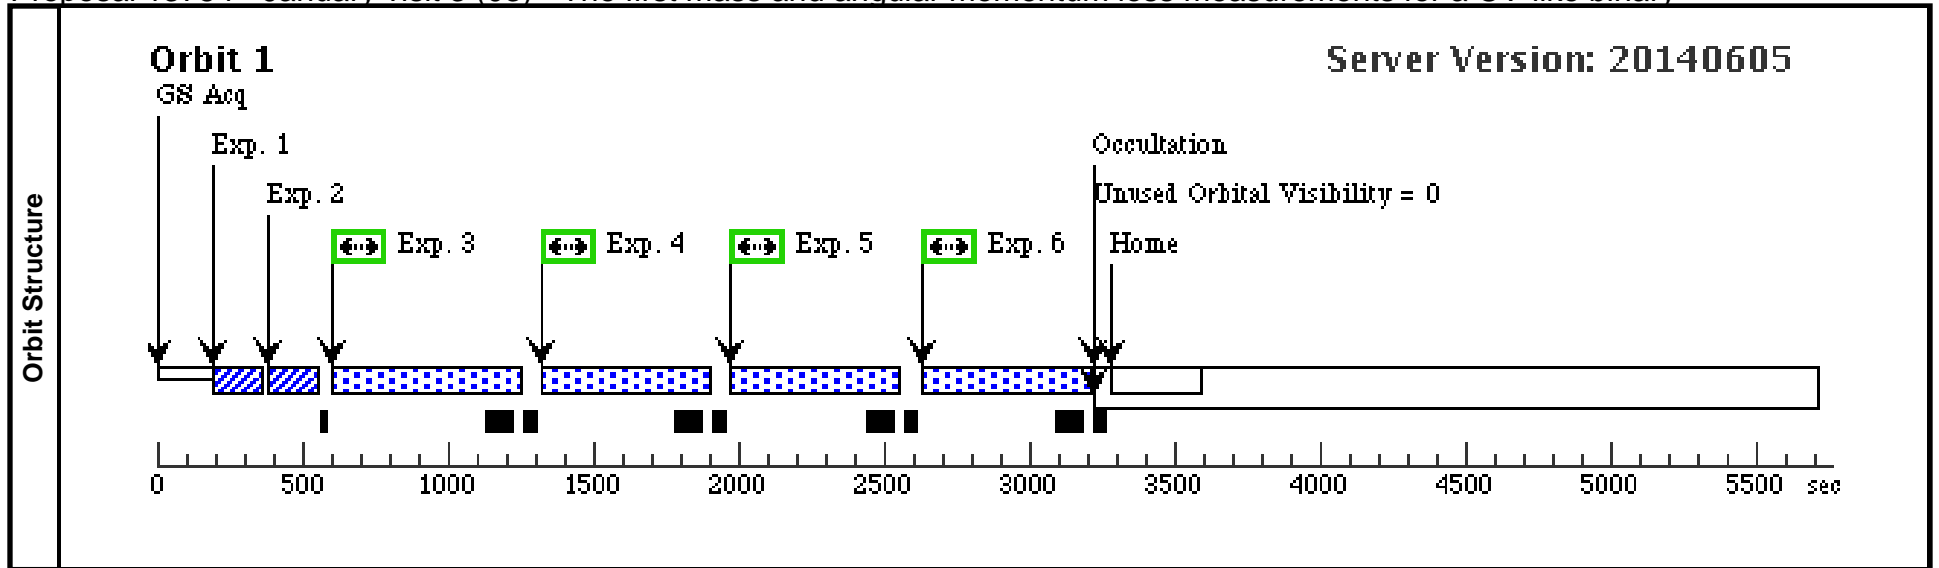 Orbit 1
Server Version: 20140605
GS Acq
Exp. 1
Occultation
Exp. 2
Unused Orbital Visibility = 0
Exp. 3
Exp. 4
Exp. 5
Exp. 6
Home
Orbit Structure
0 500 1000 1500 2000 2500 3000 3500 4000 4500 5000 5500 sec